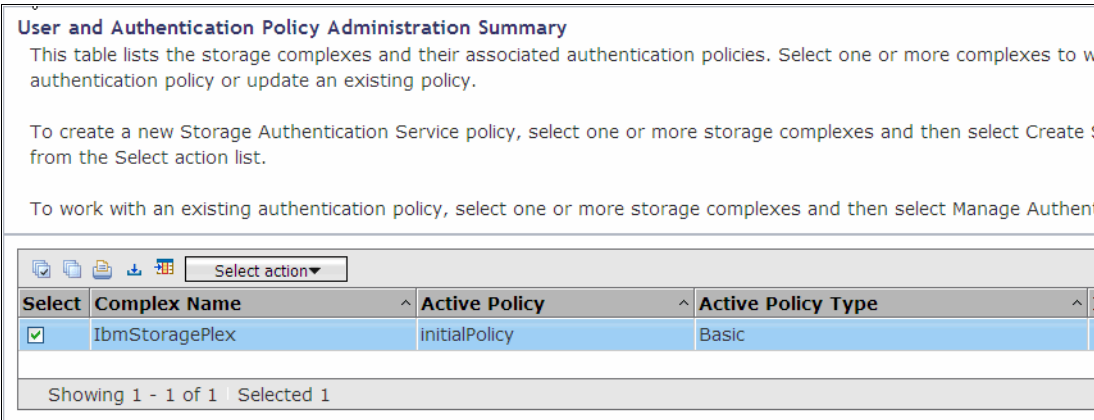 User and Authentication Policy Administration Summary
This table lists the storage complexes and their associated authentication policies. Select one or more complexes to
authentication policy or update an existing policy.
To create a new Storage Authentication Service policy, select one or more storage complexes and then select Create
from the Select action list.
To work with an existing authentication policy, select one or more storage complexes and then select Manage
Select action
Select Complex Name Active Policy Active Policy Type
IbmStoragePlex initialPolicy Basic
Showing 1 - 1 of 1 Selected 1